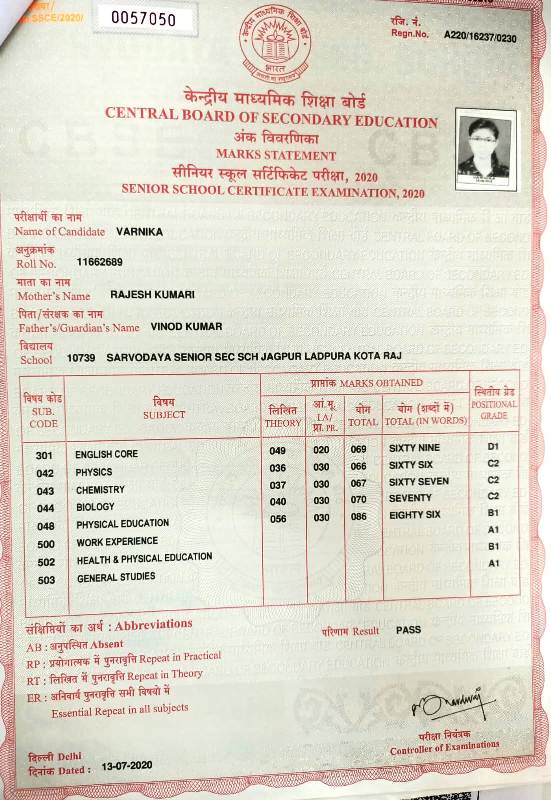 SSCE/2020/
0057050
रजि. नं.
Regn.No. A220/16237/0230
भारत
केन्द्रीय माध्यमिक शिक्षा बोर्ड
CENTRAL BOARD OF SECONDARY EDUCATION
अंक विवरणिका
MARKS STATEMENT
सीनियर स्कूल सर्टिफिकेट परीक्षा, 2020
SENIOR SCHOOL CERTIFICATE EXAMINATION, 2020
परीक्षार्थी का नाम
Name of Candidate VARNIKA
अनुक्रमांक
Roll No. 11662689
माता का नाम
Mother's Name RAJESH KUMARI
पिता/संरक्षक का नाम
Father's/Guardian's Name VINOD KUMAR
विद्यालय
School 10739 SARVODAYA SENIOR SEC SCH JAGPUR LADPURA KOTA RAJ
विषय कोड SUB. CODE
विषय SUBJECT
प्राप्तांक MARKS OBTAINED
लिखित THEORY
आं.मू. I.A/ प्रा. PR.
योग TOTAL
योग (शब्दों में) TOTAL (IN WORDS)
स्थितीय ग्रेड POSITIONAL GRADE
301 ENGLISH CORE 049 020 069 SIXTY NINE D1
042 PHYSICS 036 030 066 SIXTY SIX C2
043 CHEMISTRY 037 030 067 SIXTY SEVEN C2
044 BIOLOGY 040 030 070 SEVENTY C2
048 PHYSICAL EDUCATION 056 030 086 EIGHTY SIX B1
500 WORK EXPERIENCE A1
502 HEALTH & PHYSICAL EDUCATION B1
503 GENERAL STUDIES A1
संक्षिप्तियों का अर्थ : Abbreviations
परिणाम Result PASS
AB : अनुपस्थित Absent
RP : प्रयोगात्मक में पुनरावृत्ति Repeat in Practical
RT : लिखित में पुनरावृत्ति Repeat in Theory
ER : अनिवार्य पुनरावृत्ति सभी विषयों में
Essential Repeat in all subjects
दिल्ली Delhi
दिनांक Dated : 13-07-2020
परीक्षा नियंत्रक
Controller of Examinations